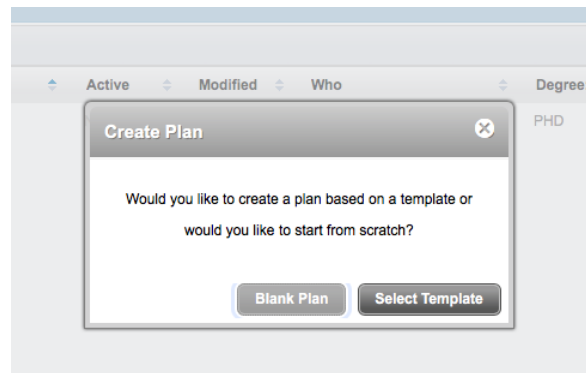 Active Modified Who Degree
PHD
Create Plan
Would you like to create a plan based on a template or
would you like to start from scratch?
Blank Plan Select Template